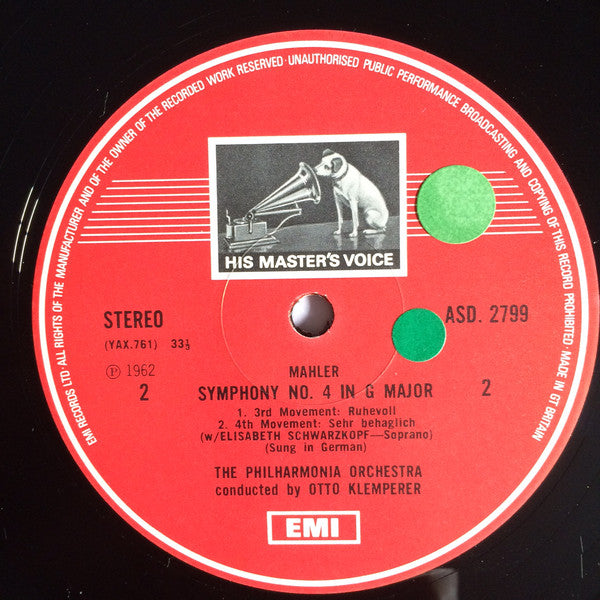 EMI RECORDS LTD·ALL RIGHTS OF THE MANUFACTURER AND OF THE OWNER OF THE RECORDED WORK RESERVED·UNAUTHORISED PUBLIC PERFORMANCE BROADCASTING AND COPYING OF THIS RECORD PROHIBITED·MADE IN GT BRITAIN
HIS MASTER'S VOICE
STEREO
ASD. 2799
(YAX.761) 33⅓
Ⓟ 1962
MAHLER
2 SYMPHONY NO. 4 IN G MAJOR 2
1. 3rd Movement: Ruhevoll
2. 4th Movement: Sehr behaglich
(w/ELISABETH SCHWARZKOPF—Soprano)
(Sung in German)
THE PHILHARMONIA ORCHESTRA
conducted by OTTO KLEMPERER
EMI